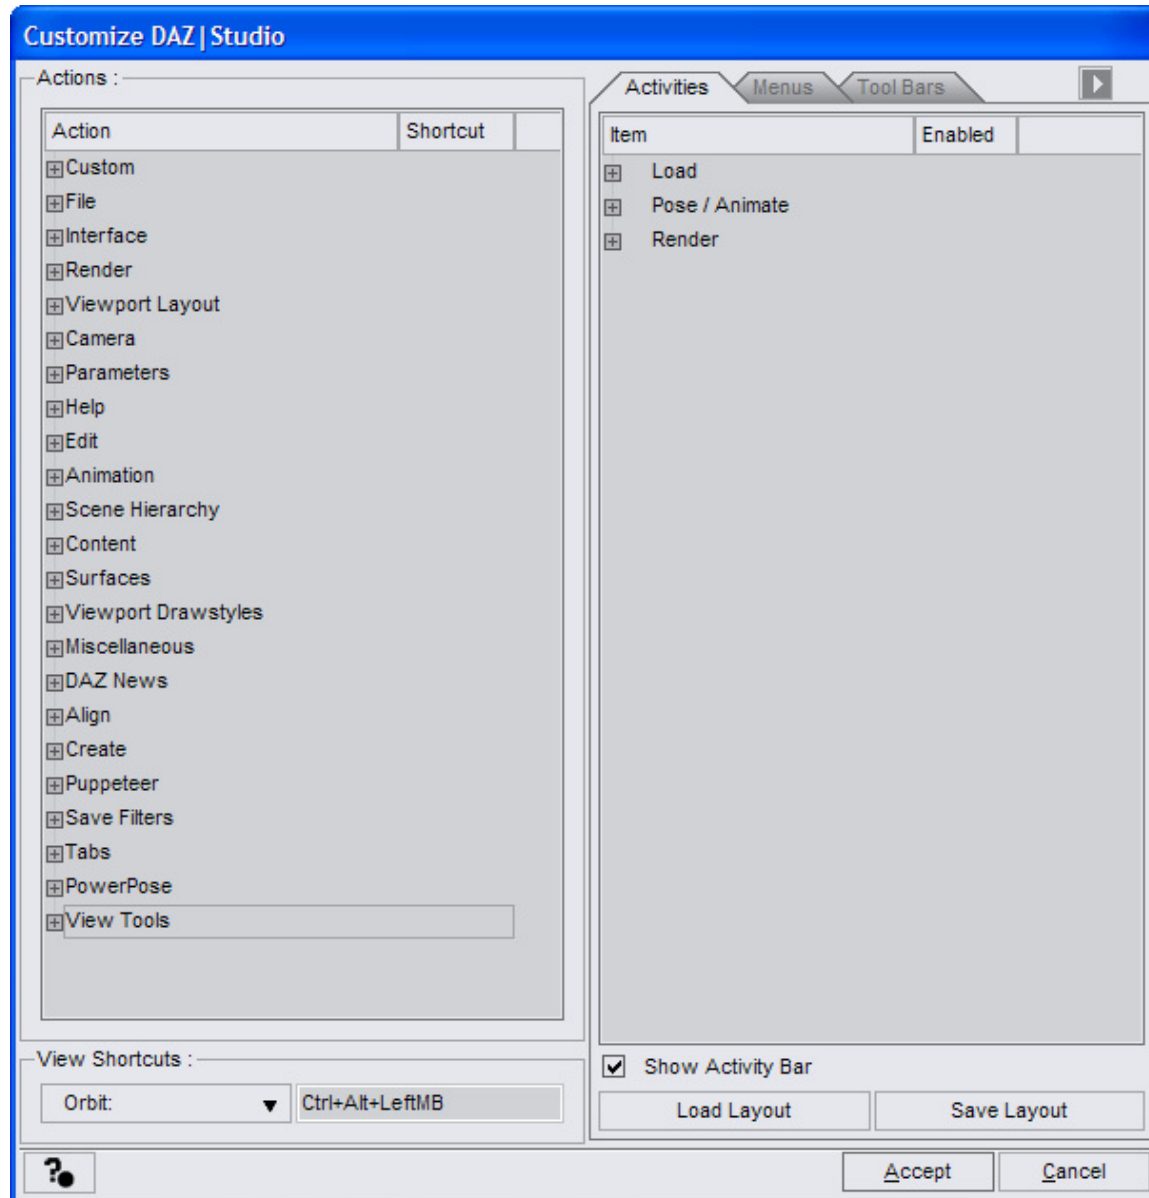 Customize DAZ|Studio
Actions :
Action Shortcut
Custom
File
Interface
Render
Viewport Layout
Camera
Parameters
Help
Edit
Animation
Scene Hierarchy
Content
Surfaces
Viewport Drawstyles
Miscellaneous
DAZ News
Align
Create
Puppeteer
Save Filters
Tabs
PowerPose
View Tools
View Shortcuts :
Orbit: Ctrl+Alt+LeftMB
Activities Menus Tool Bars
Item Enabled
Load
Pose / Animate
Render
Show Activity Bar
Load Layout Save Layout
Accept Cancel